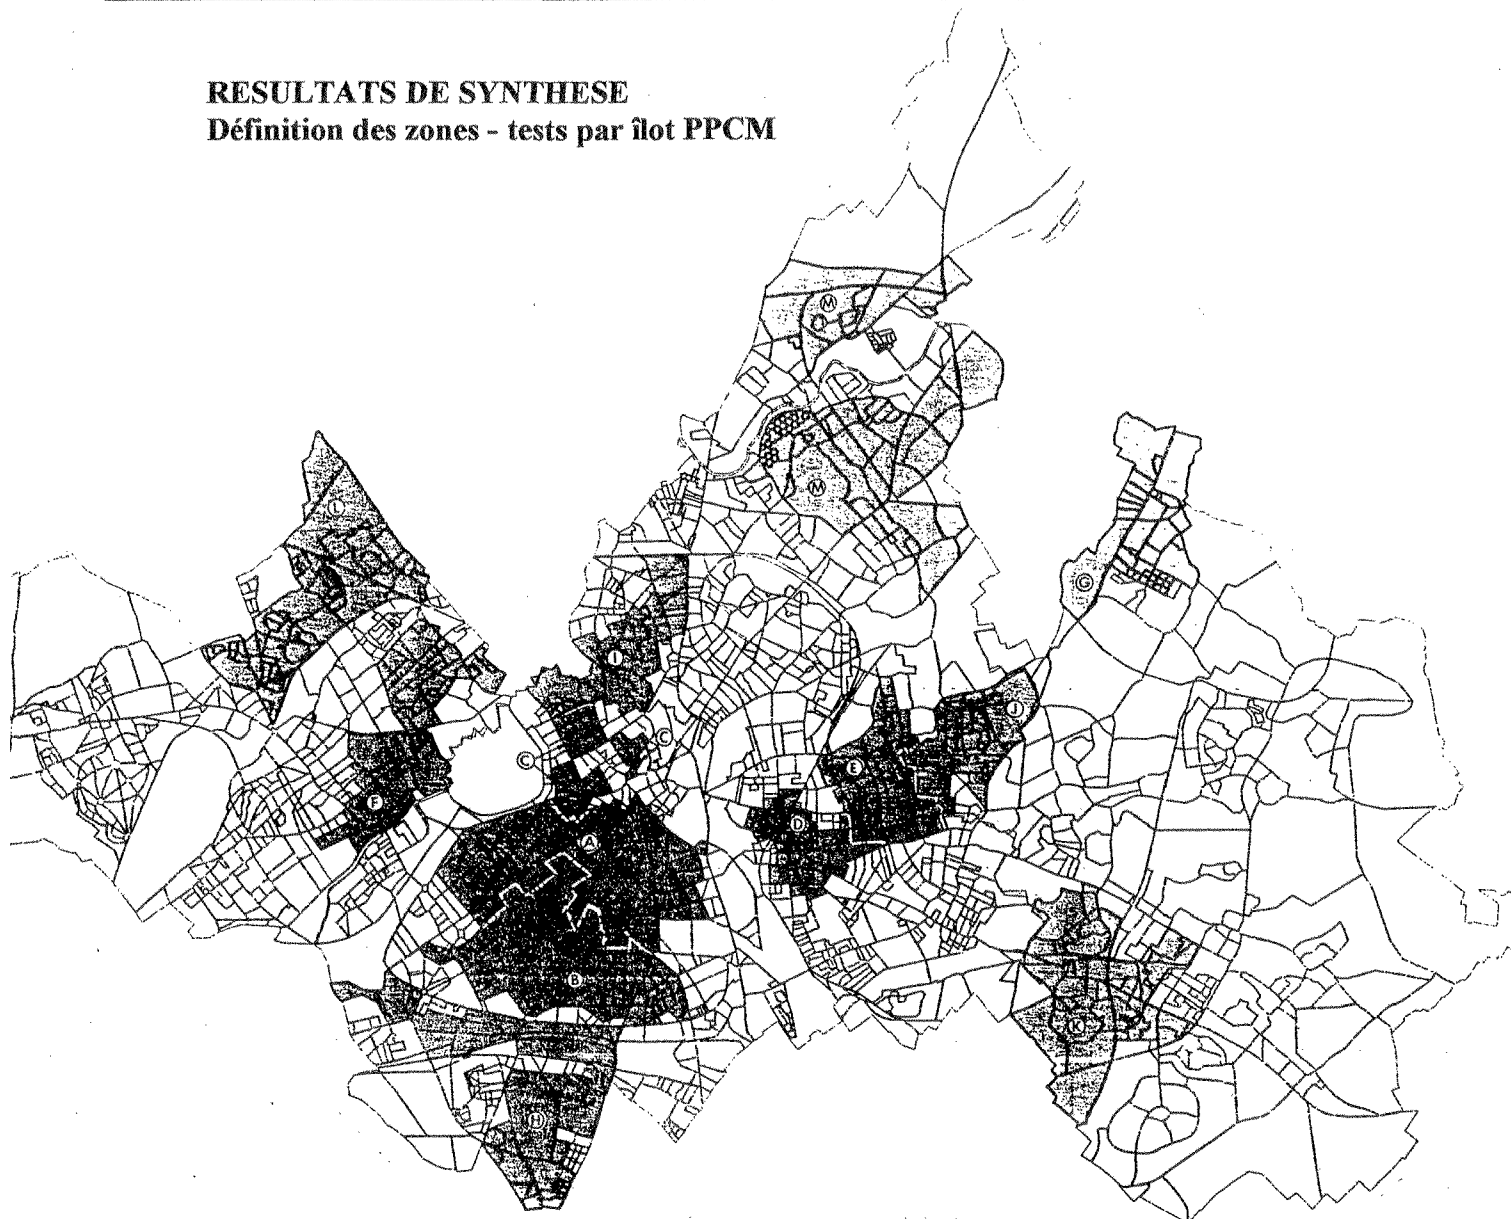 RESULTATS DE SYNTHESE
Définition des zones - tests par îlot PPCM
M
L
M
G
I
J
C
C
E
F
D
A
B
K
H